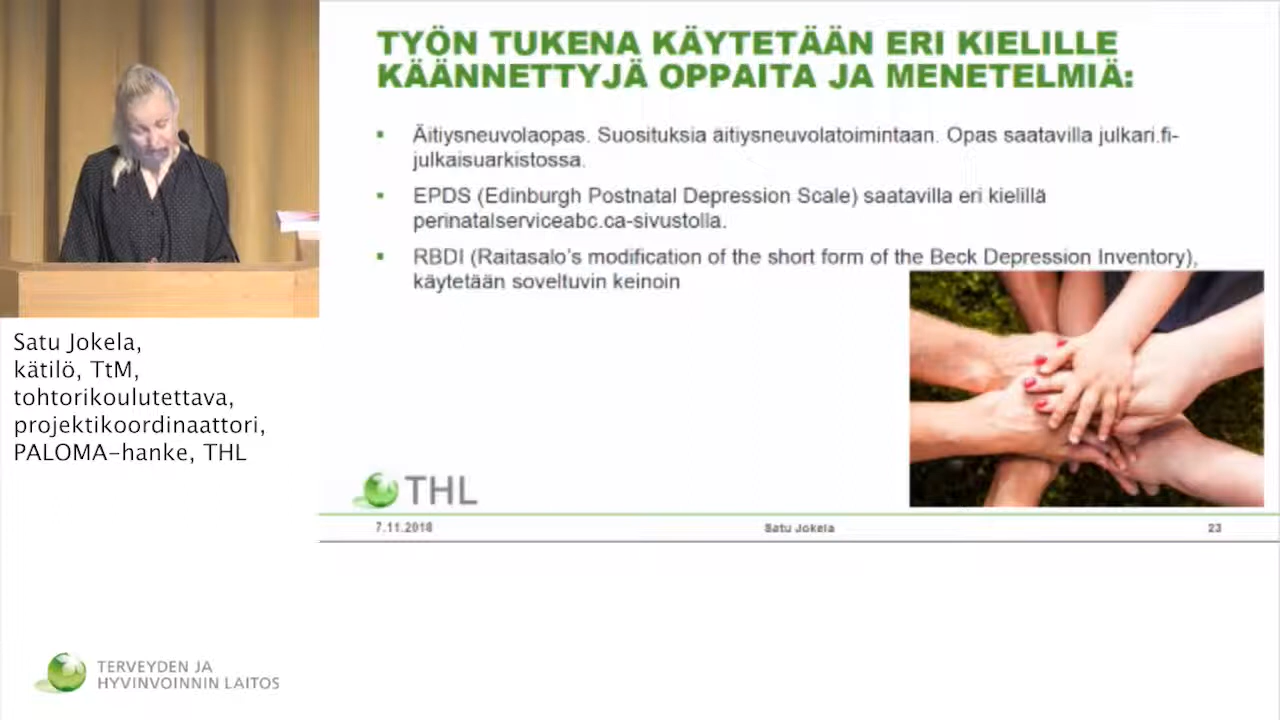 TYÖN TUKENA KÄYTETÄÄN ERI KIELILLE
KÄÄNNETTYJÄ OPPAITA JA MENETELMIÄ:
Äitiysneuvolaopas. Suosituksia äitiysneuvolatoimintaan. Opas saatavilla julkari.fi-
julkaisuarkistossa.
EPDS (Edinburgh Postnatal Depression Scale) saatavilla eri kielillä
perinatalserviceabc.ca-sivustolla.
RBDI (Raitasalo's modification of the short form of the Beck Depression Inventory),
käytetään soveltuvin keinoin
THL
7.11.2018
Satu Jokela
23
Satu Jokela,
kätilö, TtM,
tohtorikoulutettava,
projektikoordinaattori,
PALOMA-hanke, THL
TERVEYDEN JA
HYVINVOINNIN LAITOS